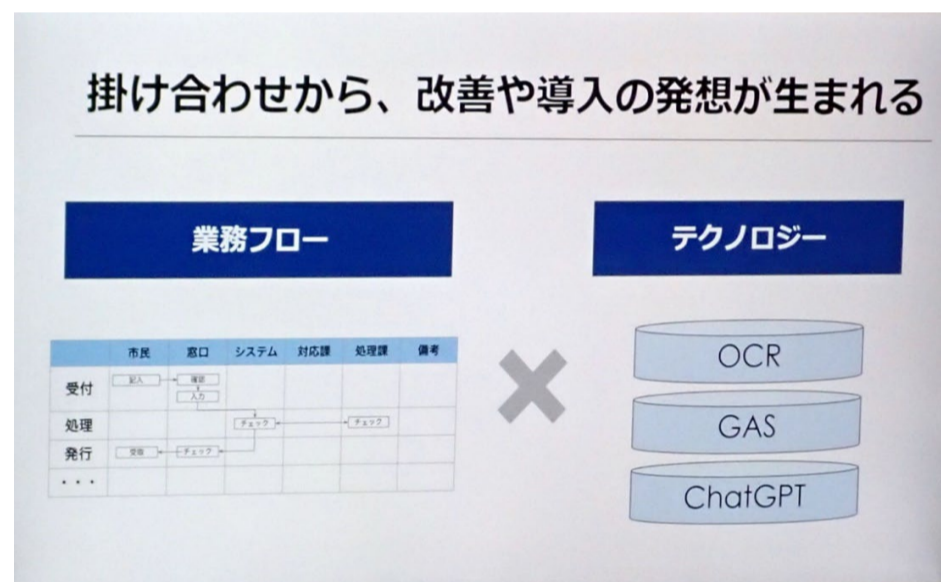 掛け合わせから、改善や導入の発想が生まれる
業務フロー
テクノロジー
市民 窓口 システム 対応課 処理課 備考
受付 記入 確認
入力
処理 チェック チェック
発行 受領 チェック
・・・
OCR
GAS
ChatGPT